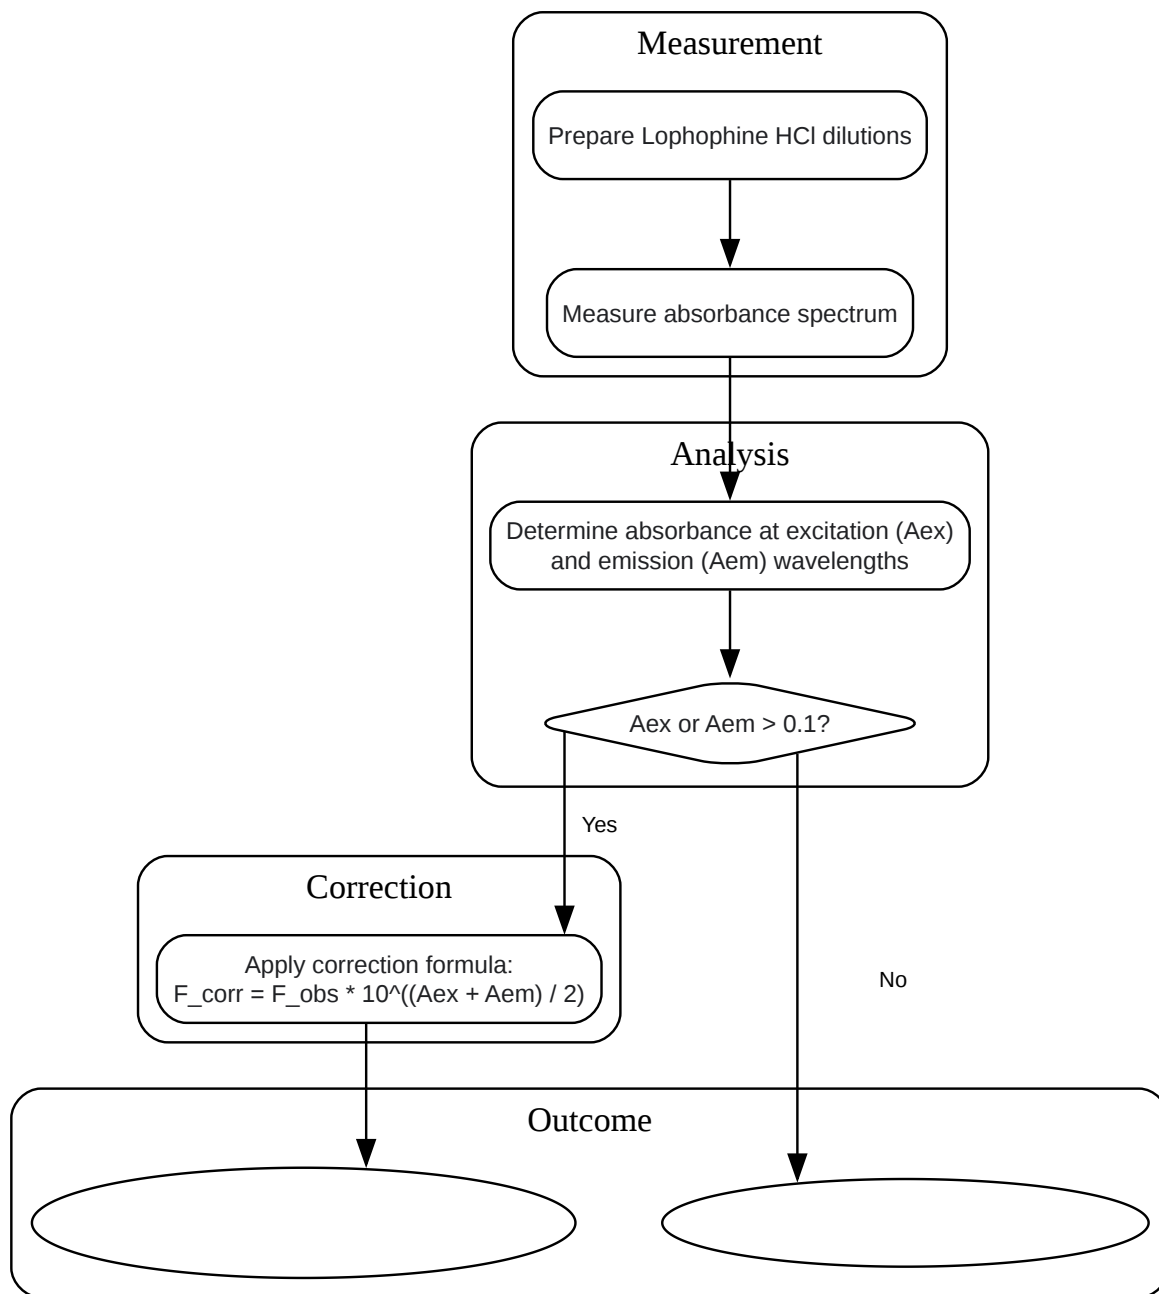 Measurement
Prepare Lophophine HCl dilutions
Measure absorbance spectrum
Analysis
Determine absorbance at excitation (Aex)
and emission (Aem) wavelengths
Aex or Aem > 0.1?
Yes
Correction
Apply correction formula:
F_corr = F_obs * 10^((Aex + Aem) / 2)
No
Outcome